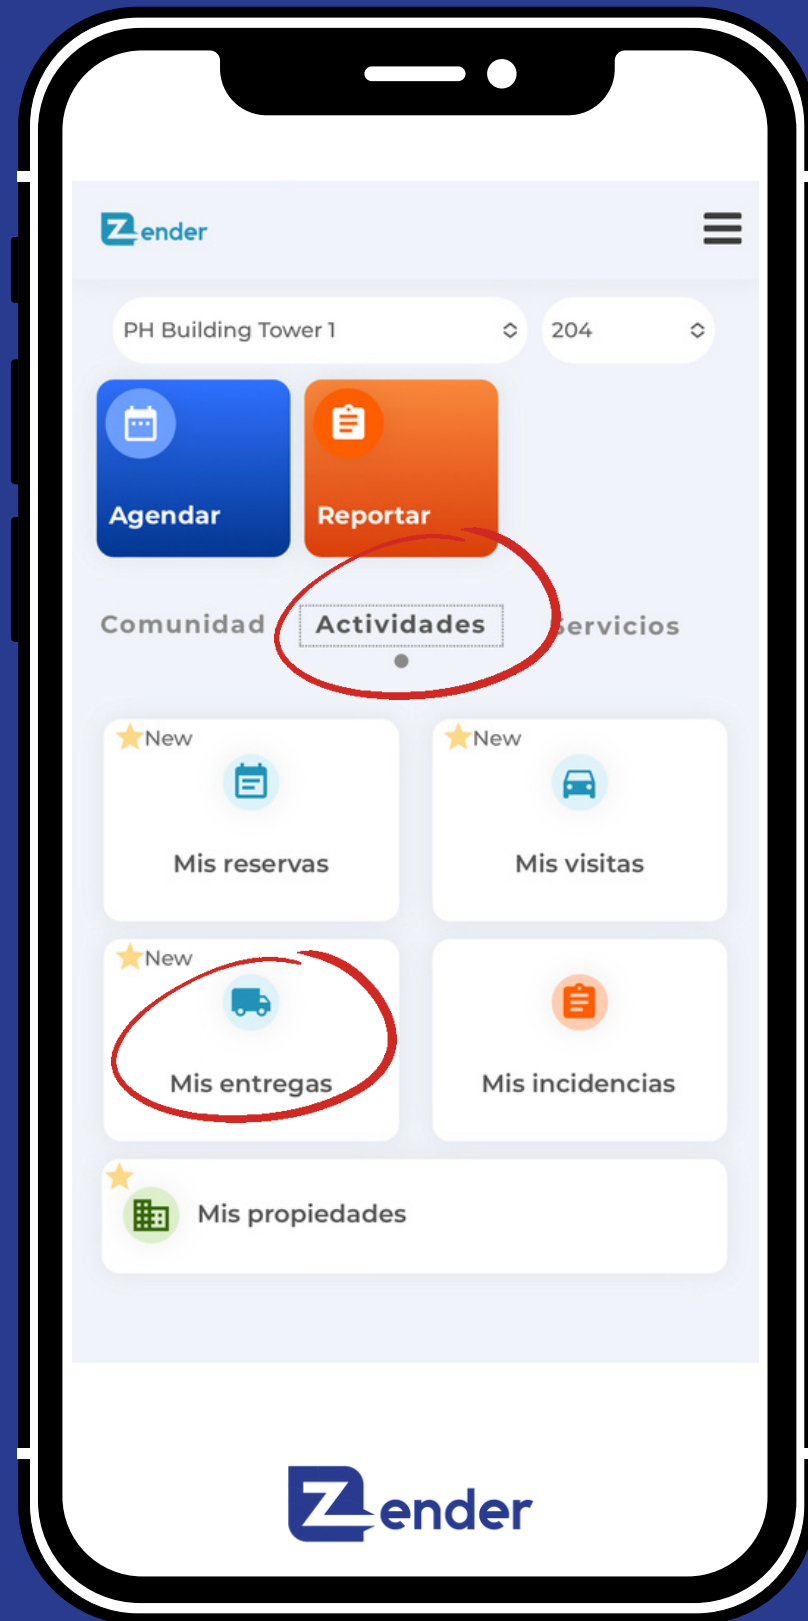 Zender
PH Building Tower 1 204
Agendar Reportar
Comunidad Actividades Servicios
New New
Mis reservas Mis visitas
New
Mis entregas Mis incidencias
Mis propiedades
Zender